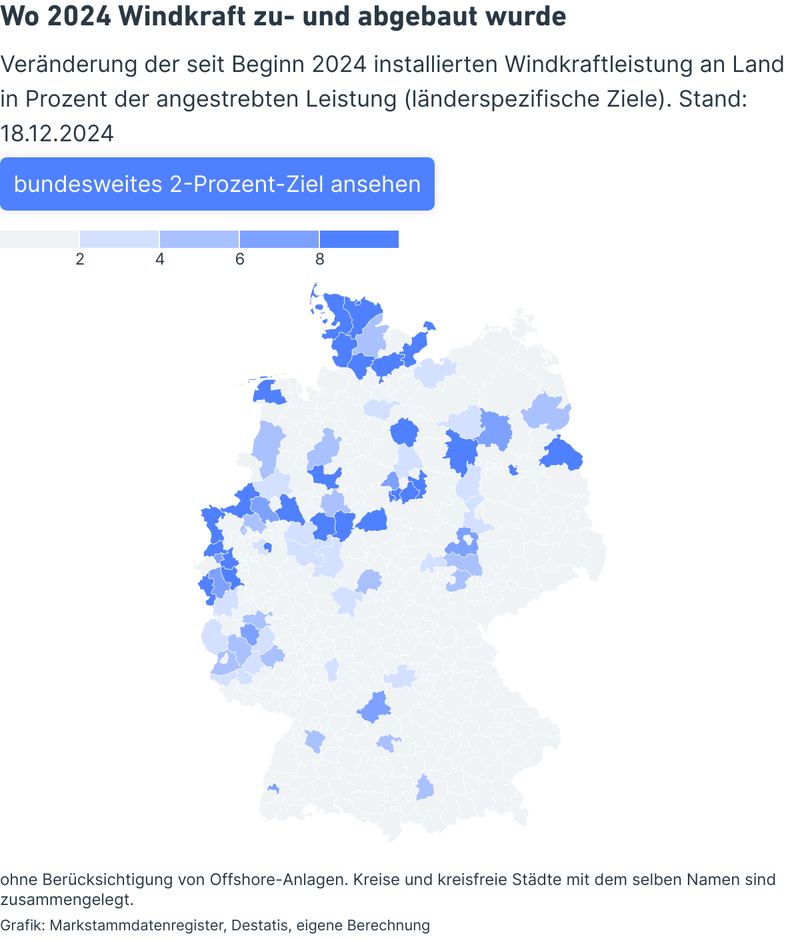 Wo 2024 Windkraft zu- und abgebaut wurde
Veränderung der seit Beginn 2024 installierten Windkraftleistung an Land
in Prozent der angestrebten Leistung (länderspezifische Ziele). Stand:
18.12.2024
bundesweites 2-Prozent-Ziel ansehen
2 4 6 8
ohne Berücksichtigung von Offshore-Anlagen. Kreise und kreisfreie Städte mit dem selben Namen sind
zusammengelegt.
Grafik: Markstammdatenregister, Destatis, eigene Berechnung